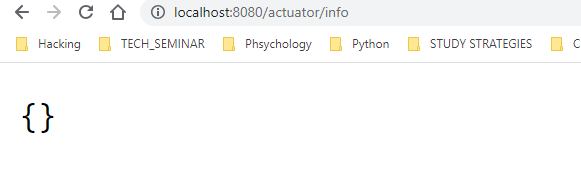 localhost:8080/actuator/info
Hacking TECH_SEMINAR Phsychology Python STUDY STRATEGIES C
{}